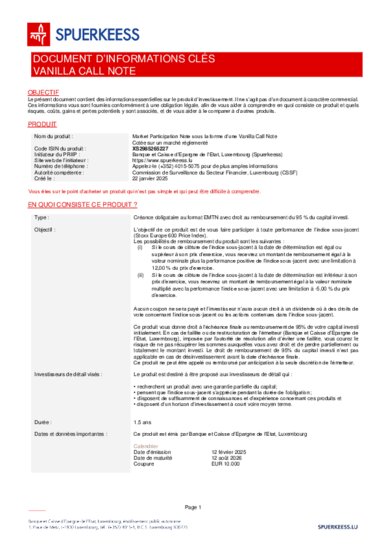 SPUERKEESS
DOCUMENT D'INFORMATIONS CLÉS
VANILLA CALL NOTE
OBJECTIF
Le présent document contient des informations essentielles sur le produit d'investissement. Il ne s'agit pas d'un document à caractère commercial.
Ces informations vous sont fournies conformément à une obligation légale, afin de vous aider à comprendre en quoi consiste ce produit et quels
risques, coûts, gains et pertes potentiels y sont associés, et de vous aider à le comparer à d'autres produits.
PRODUIT
Nom du produit : Market Participation Note sous la forme d'une Vanilla Call Note
Cotée sur un marché réglementé
Code ISIN du produit :
Initiateur du PRIIP : Banque et Caisse d'Epargne de l'Etat, Luxembourg (Spuerkeess)
Site web de l'initiateur : https://www.spuerkeess.lu
Numéro de téléphone : Appelez-le (+352) 4015-5075 pour de plus amples informations
Autorité compétente : Commission de Surveillance du Secteur Financier, Luxembourg (CSSF)
Créé le : 22 janvier 2025
Vous êtes sur le point d'acheter un produit qui n'est pas simple et qui peut être difficile à comprendre.
EN QUOI CONSISTE CE PRODUIT ?
Type : Créance obligataire au format EMTN avec droit au remboursement du 95 % du capital investi.
Objectif : L'objectif de ce produit est de vous faire participer à toute performance de l'indice sous-jacent
(Stoxx Europe 600 Price Index).
Les possibilités de remboursement du produit sont les suivantes :
(i) Si le cours de clôture de l'indice sous-jacent à la date de détermination est égal ou
supérieur à son prix d'exercice, vous recevrez un montant de remboursement égal à la
valeur nominale plus la performance positive de l'indice sous-jacent avec une limitation à
12,00 % du prix d'exercice.
(ii) Si le cours de clôture de l'indice sous-jacent à la date de détermination est inférieur à son
prix d'exercice, vous recevrez un montant de remboursement égal à la valeur nominale
multiplié avec la performance finale de l'indice sous-jacent avec une limitation à -5,00 % du prix
d'exercice.
Aucun coupon ne sera payé et l'investisseur n'aura aucun droit à un dividende où à des droits de
vote concernant l'indice sous-jacent ou les actions contenues dans l'indice sous-jacent.
Ce produit vous donne droit à l'échéance finale au remboursement de 95% de votre capital investi
initialement. En cas de faillite ou de restructuration de l'émetteur (Banque et Caisse d'Epargne de
l'Etat, Luxembourg), imposée par l'autorité de résolution afin d'éviter une faillite, vous courez le
risque de ne pas récupérer les sommes auxquelles vous avez droit et de perdre partiellement ou
totalement le montant investi. Le droit de remboursement de 95% du capital investi n'est pas
applicable en cas de désinvestissement avant la date d'échéance finale.
Ce produit ne peut être appelé ou remboursé par anticipation à la seule discrétion de l'émetteur.
Investisseurs de détail visés : Le produit est destiné à être proposé aux investisseurs de détail qui :
• recherchent un produit avec une garantie partielle du capital;
• pensent que l'indice sous-jacent s'apprécie pendant la durée de l'obligation;
• disposent de suffisamment de connaissances et d'expérience concernant ces produits et
• disposent d'un horizon d'investissement à court voire moyen terme
Durée : 1.5 ans
Dates et données importantes : Ce produit est émis par Banque et Caisse d'Epargne de l'Etat, Luxembourg
Calendrier
Date d'émission 12 février 2025
Date de maturité 12 août 2026
Coupure EUR 10.000
Page 1
Banque et Caisse d'Epargne de l'Etat, Luxembourg, établissement public autonome
SPUERKEESS.LU